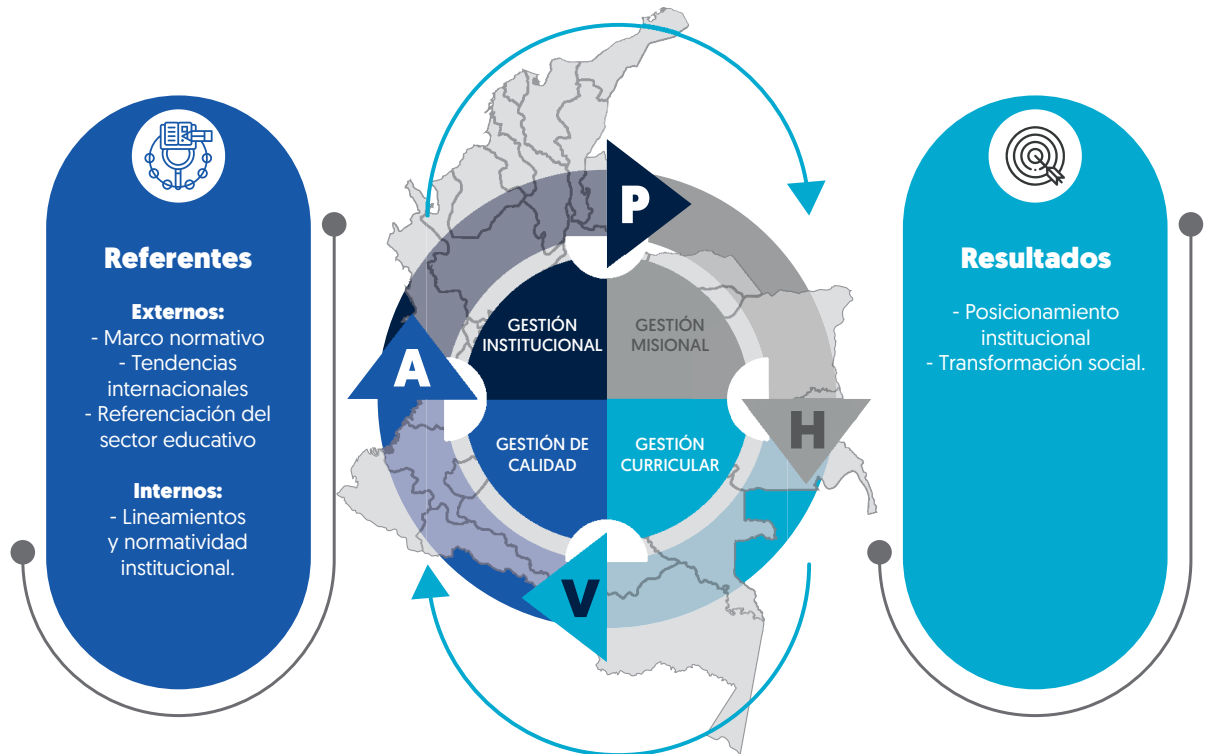 Referentes
Externos:
- Marco normativo
- Tendencias
internacionales
- Referenciación del
sector educativo
Internos:
- Lineamientos
y normatividad
institucional.
P
H
V
A
GESTIÓN
INSTITUCIONAL
GESTIÓN
MISIONAL
GESTIÓN DE
CALIDAD
GESTIÓN
CURRICULAR
Resultados
- Posicionamiento
institucional
- Transformación social.